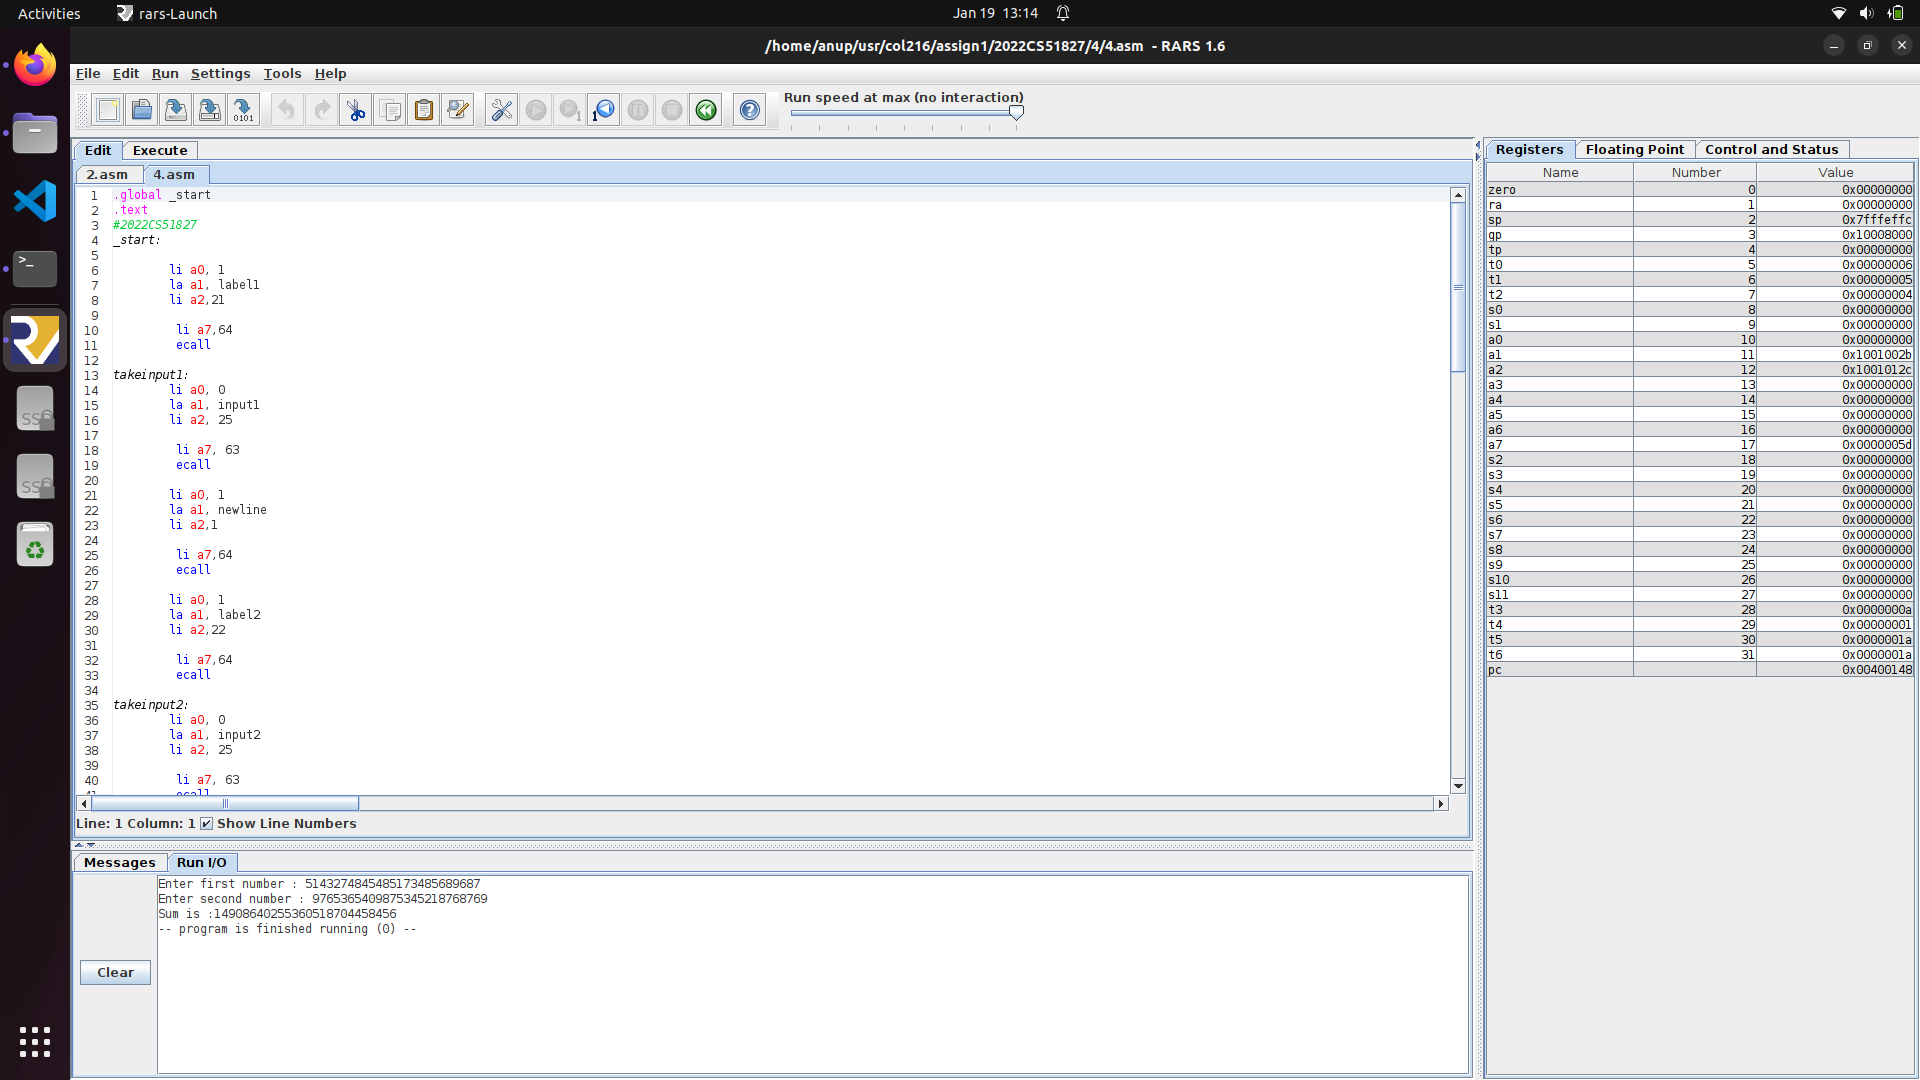 Activities rars-Launch Jan 19 13:14
/home/anup/usr/col216/assign1/2022CS51827/4/4.asm - RARS 1.6
File Edit Run Settings Tools Help
Run speed at max (no interaction)
0101 1 1
Edit Execute
2.asm 4.asm
1 .global _start
2 .text
3 #2022CS51827
4 _start:
5
6 li a0, 1
7 la a1, label1
8 li a2,21
9
10 li a7,64
11 ecall
12
13 takeinput1:
14 li a0, 0
15 la a1, input1
16 li a2, 25
17
18 li a7, 63
19 ecall
20
21 li a0, 1
22 la a1, newline
23 li a2,1
24
25 li a7,64
26 ecall
27
28 li a0, 1
29 la a1, label2
30 li a2,22
31
32 li a7,64
33 ecall
34
35 takeinput2:
36 li a0, 0
37 la a1, input2
38 li a2, 25
39
40 li a7, 63
41 ecall
Line: 1 Column: 1 Show Line Numbers
Messages Run I/O
Enter first number : 5143274845485173485689687
Enter second number : 9765365409875345218768769
Sum is :14908640255360518704458456
-- program is finished running (0) --
Clear
Registers Floating Point Control and Status
Name Number Value
zero 0 0x00000000
ra 1 0x00000000
sp 2 0x7fffeffc
gp 3 0x10008000
tp 4 0x00000000
t0 5 0x00000006
t1 6 0x00000005
t2 7 0x00000004
s0 8 0x00000000
s1 9 0x00000000
a0 10 0x00000000
a1 11 0x1001002b
a2 12 0x1001012c
a3 13 0x00000000
a4 14 0x00000000
a5 15 0x00000000
a6 16 0x00000000
a7 17 0x0000005d
s2 18 0x00000000
s3 19 0x00000000
s4 20 0x00000000
s5 21 0x00000000
s6 22 0x00000000
s7 23 0x00000000
s8 24 0x00000000
s9 25 0x00000000
s10 26 0x00000000
s11 27 0x00000000
t3 28 0x0000000a
t4 29 0x00000001
t5 30 0x0000001a
t6 31 0x0000001a
pc 0x00400148